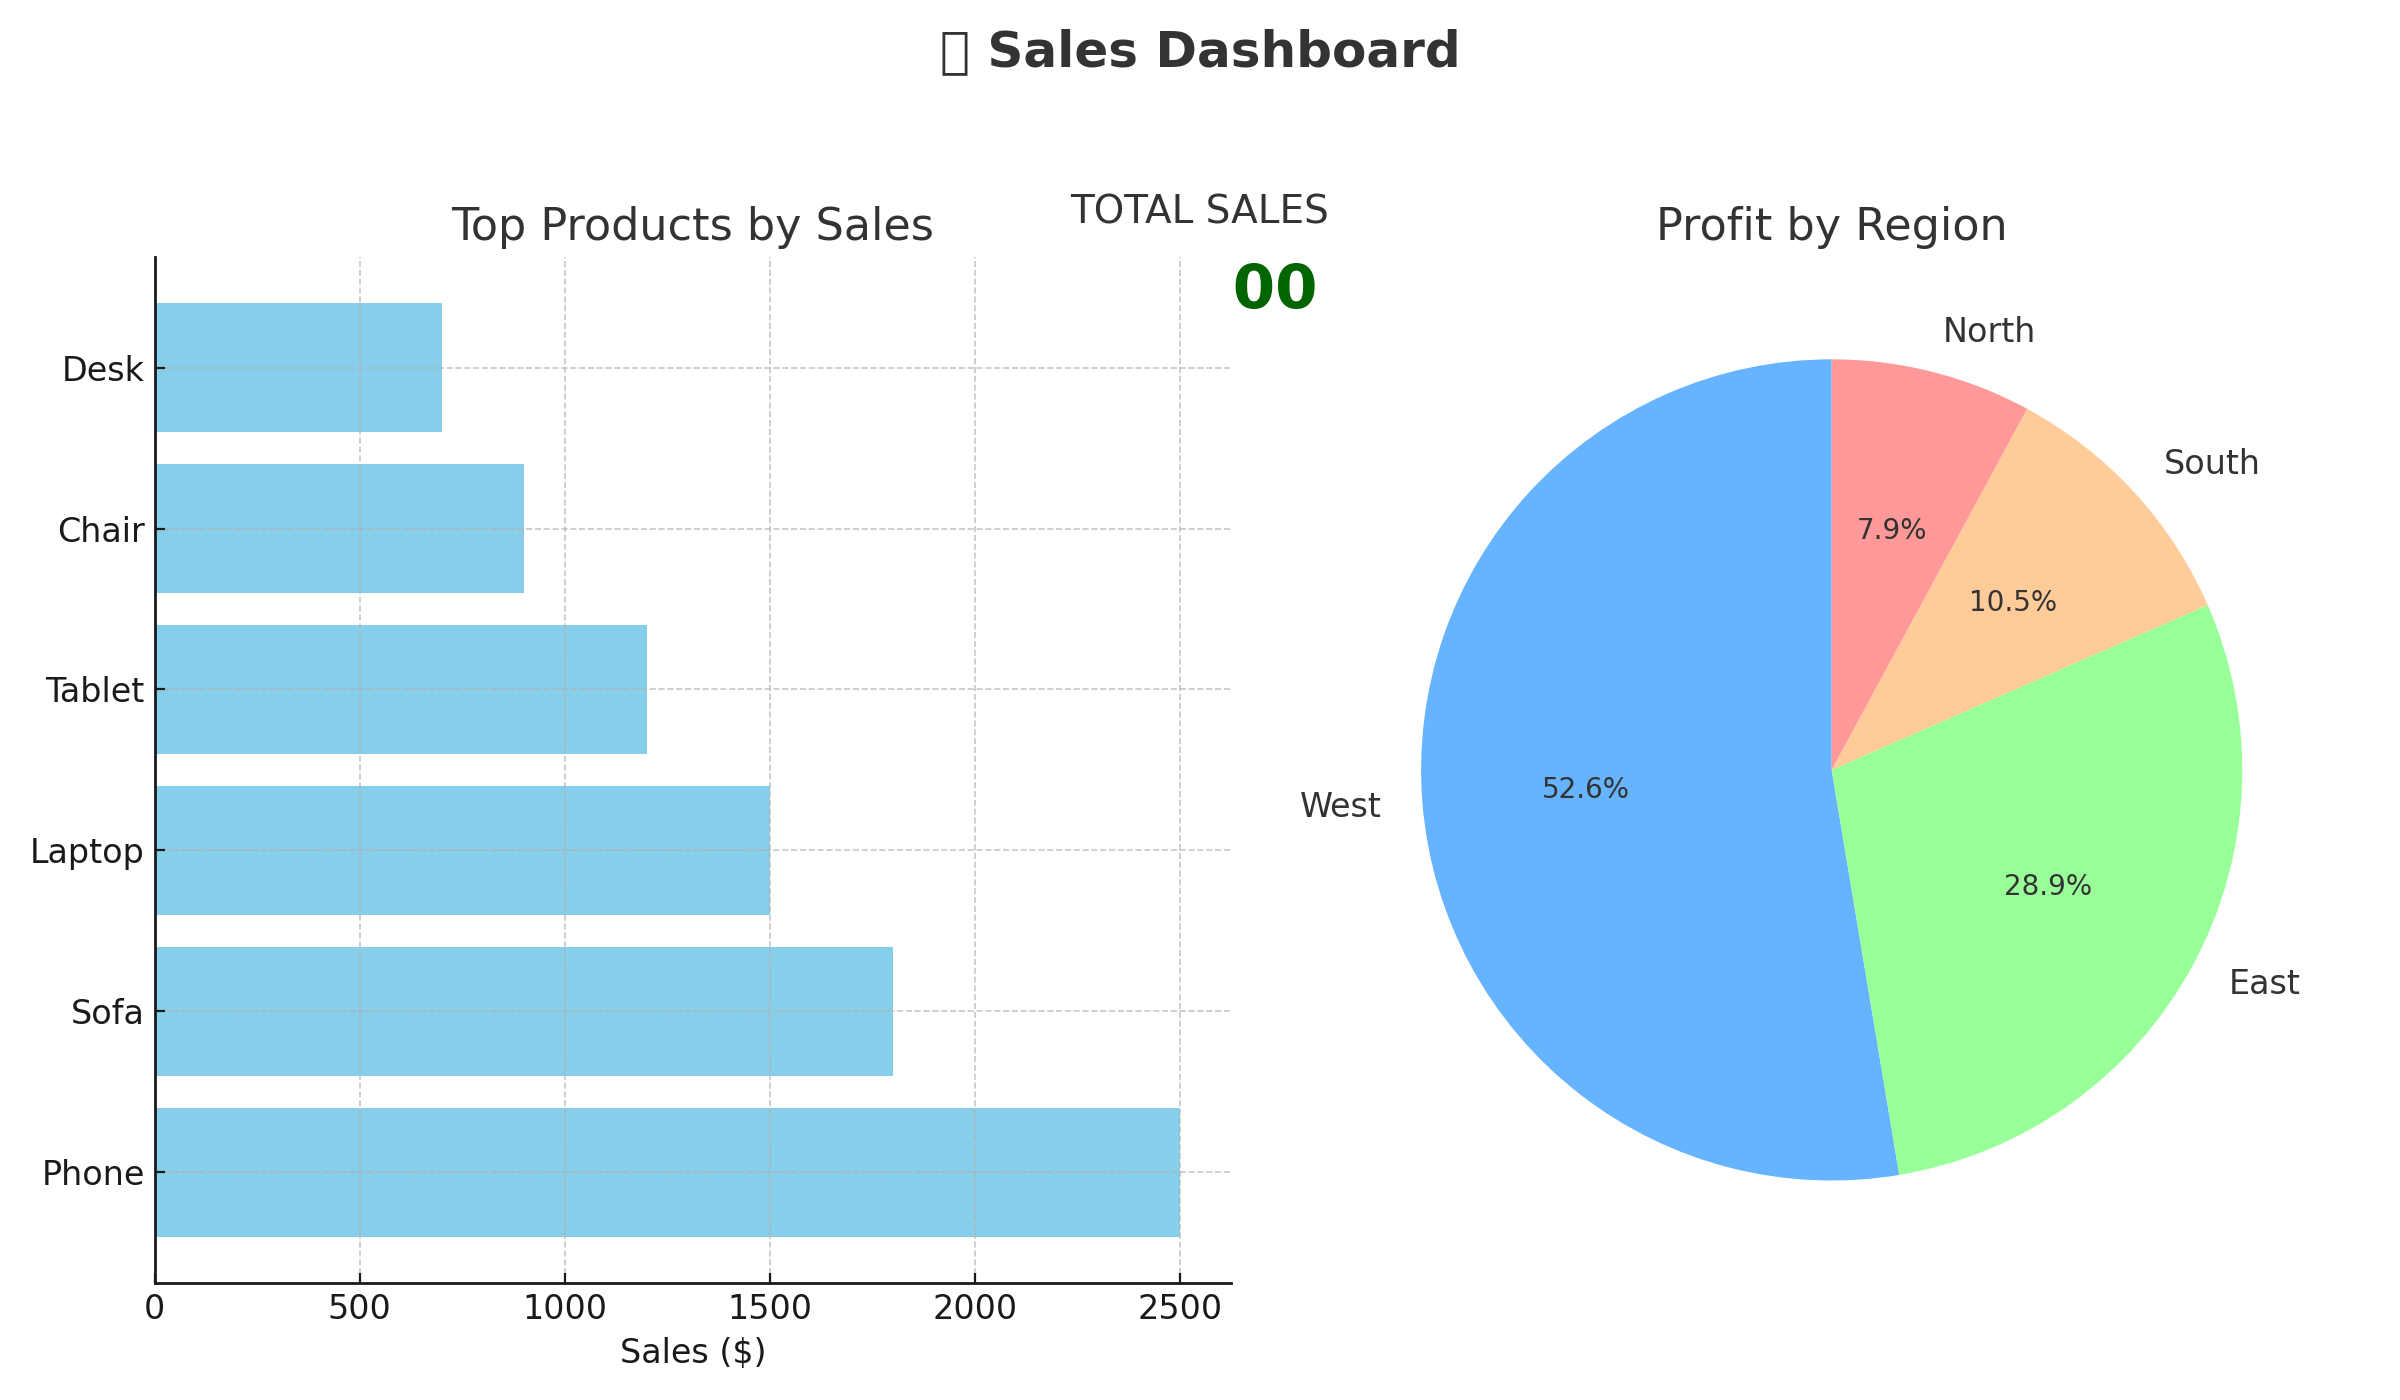 Sales Dashboard
TOTAL SALES
00
Top Products by Sales
Desk
Chair
Tablet
Laptop
Sofa
Phone
0 500 1000 1500 2000 2500
Sales ($)
Profit by Region
North
South
7.9%
10.5%
52.6%
West
28.9%
East